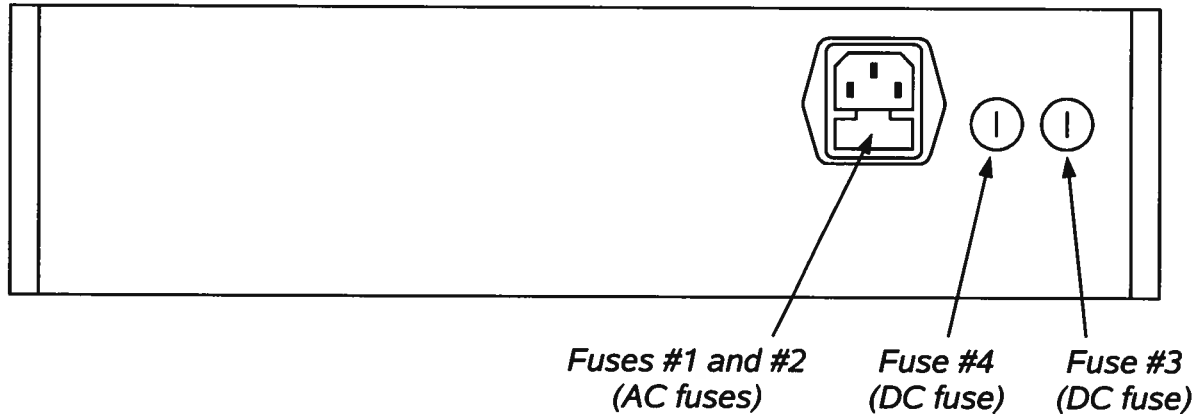 Fuses #1 and #2
(AC fuses)
Fuse #4
(DC fuse)
Fuse #3
(DC fuse)